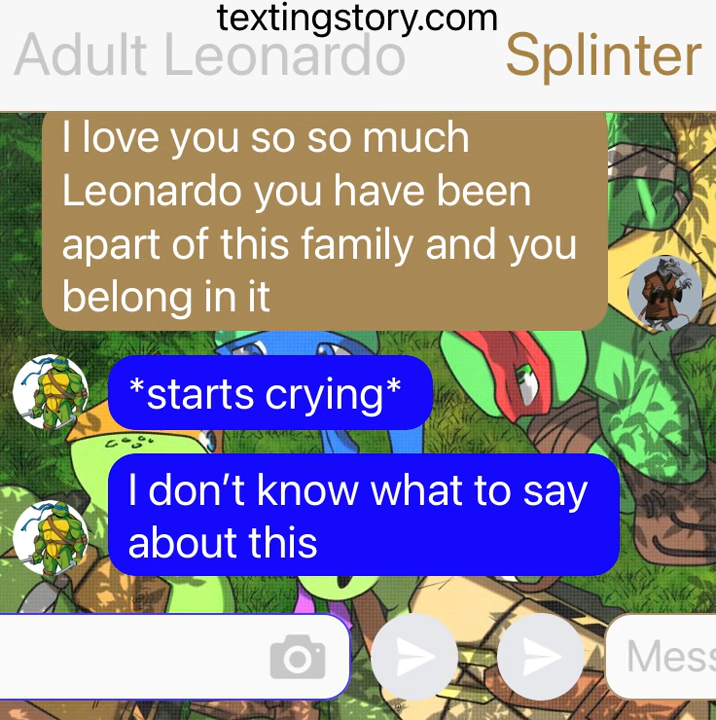 textingstory.com
Adult Leonardo Splinter
I love you so so much
Leonardo you have been
apart of this family and you
belong in it
*starts crying*
I don’t know what to say
about this
Mess